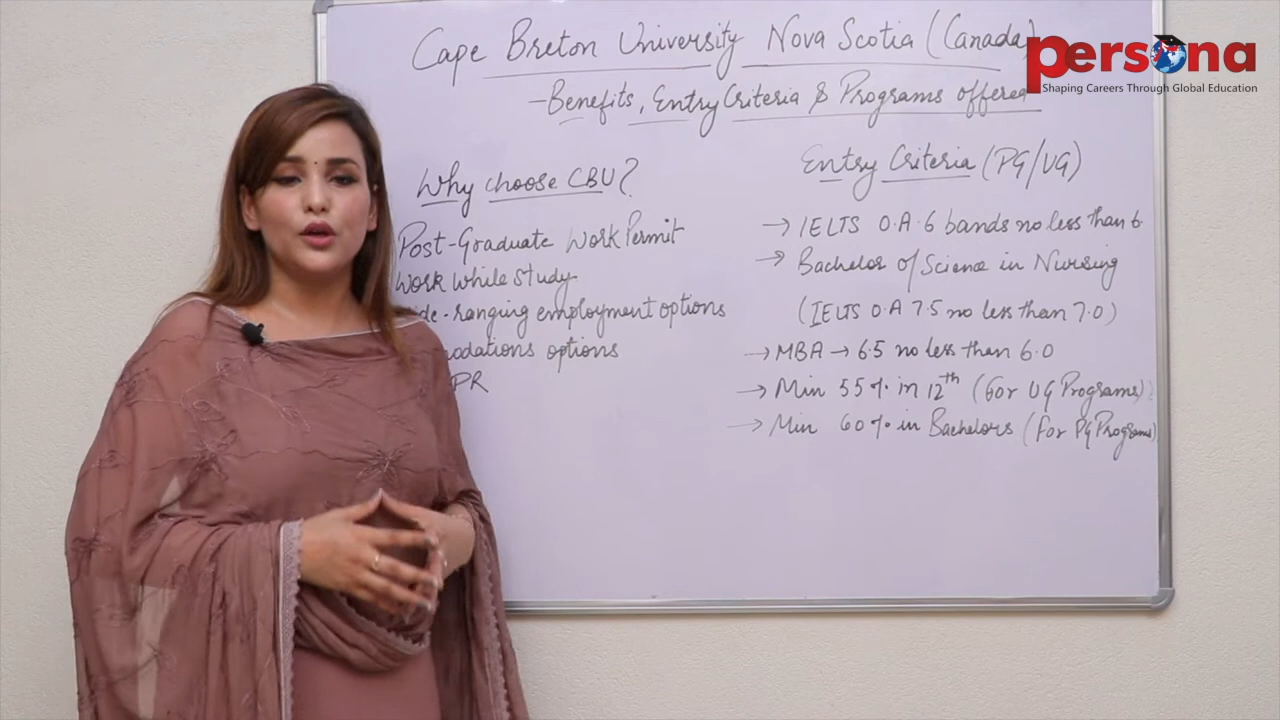 Cape Breton University Nova Scotia (Canada)
- Benefits, Entry Criteria & Programs offered
persona
Shaping Careers Through Global Education
Why choose CBU?
Post-Graduate Work Permit
Work while study
-ranging employment options
options
PR
Entry Criteria (PG/UG)
→ IELTS O.A. 6 bands no less than 6
→ Bachelor of Science in Nursing
(IELTS O.A 7.5 no less than 7.0)
→ MBA → 6.5 no less than 6.0
→ Min 55% in 12th (For UG Programs)
→ Min 60% in Bachelors (For PG Programs)